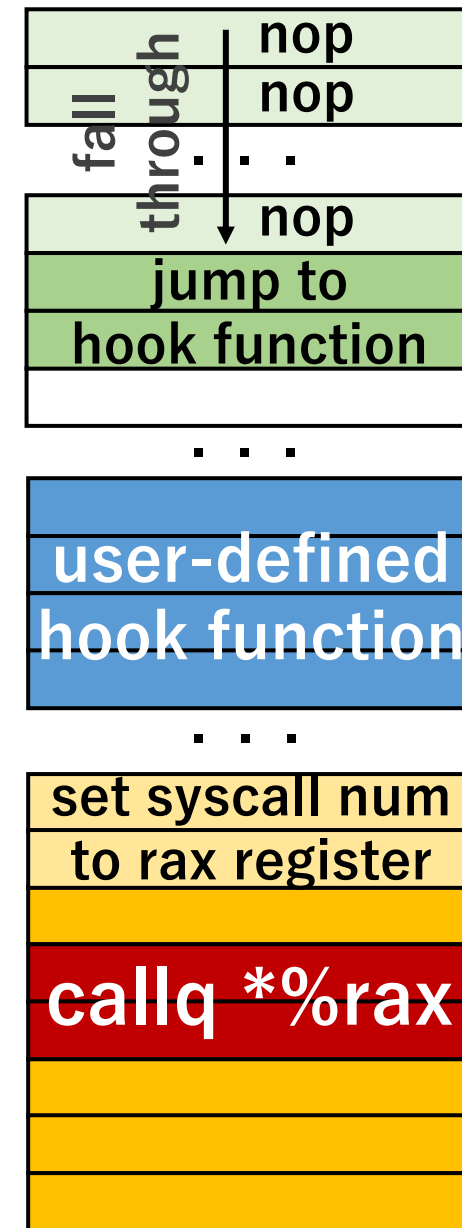 nop
nop
fall
through
. . .
nop
jump to
hook function
. . .
user-defined
hook function
. . .
set syscall num
to rax register
callq *%rax